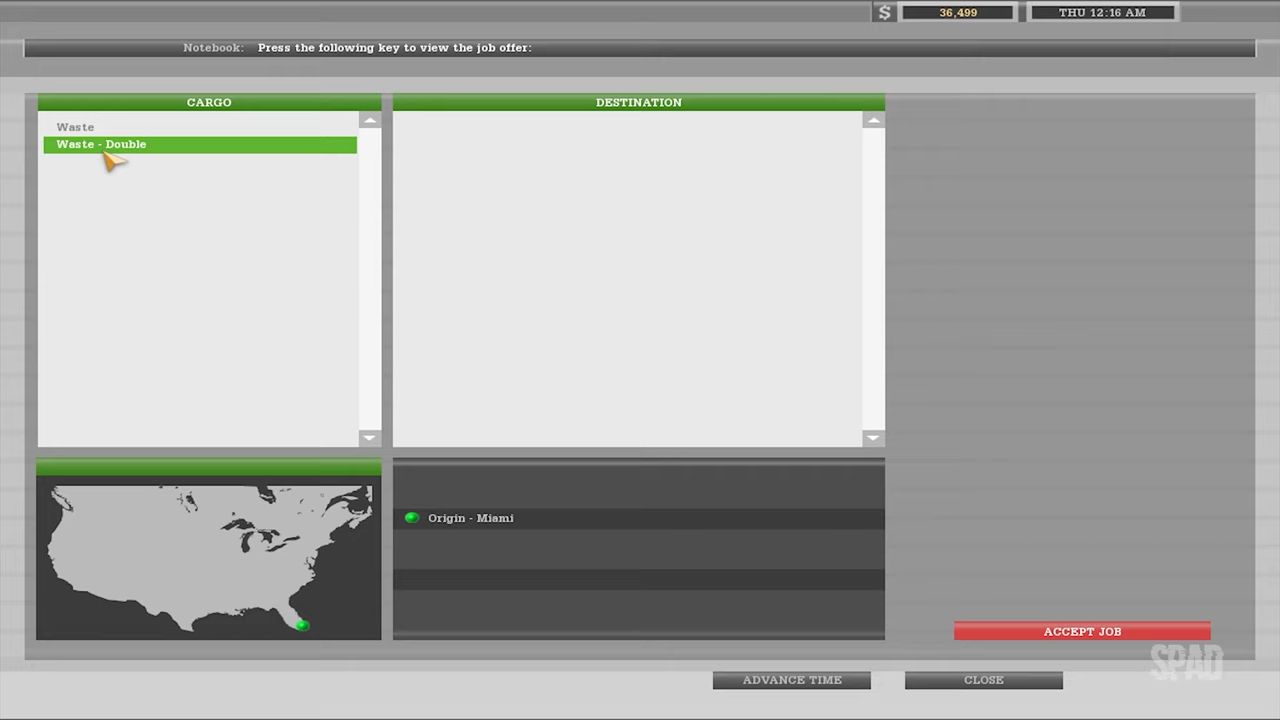 $ 36,499 THU 12:16 AM
Notebook: Press the following key to view the job offer:
CARGO DESTINATION
Waste
Waste - Double
Origin - Miami
ACCEPT JOB
SPAD
ADVANCE TIME CLOSE